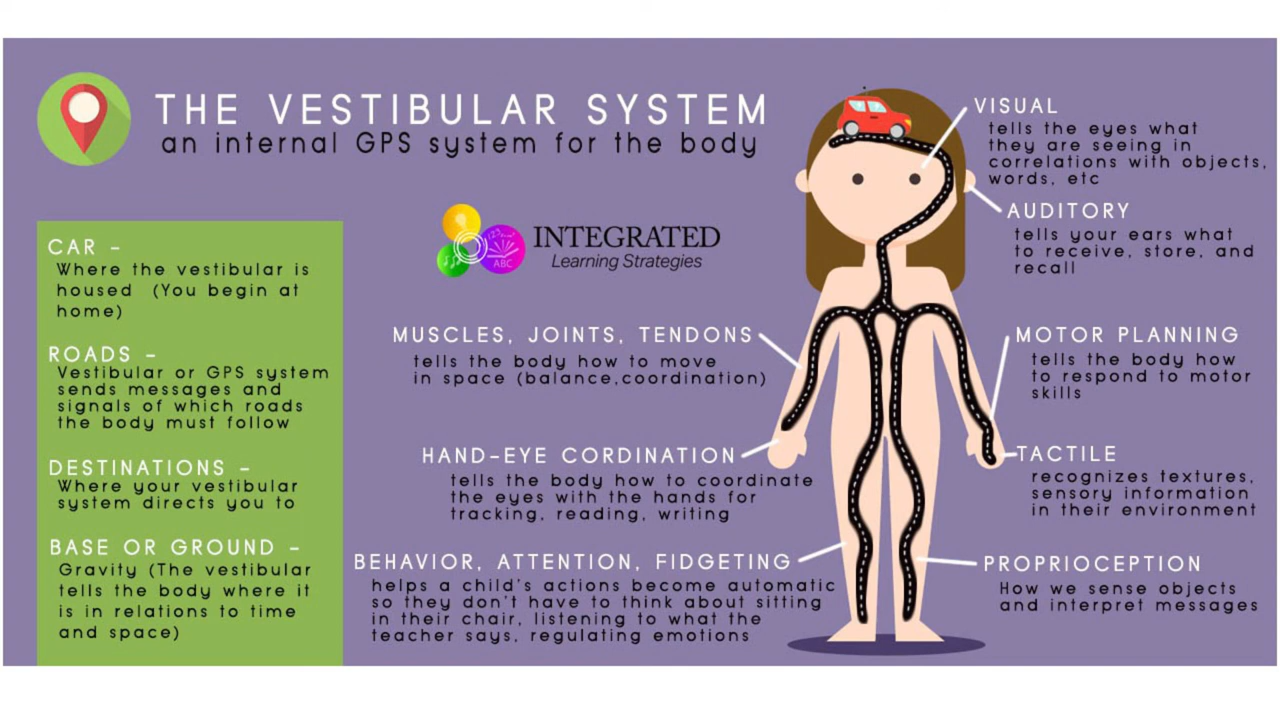 THE VESTIBULAR SYSTEM
an internal GPS system for the body
CAR –
Where the vestibular is
housed (You begin at
home)
ROADS –
Vestibular or GPS system
sends messages and
signals of which roads
the body must follow
DESTINATIONS –
Where your vestibular
system directs you to
BASE OR GROUND –
Gravity (The vestibular
tells the body where it
is in relations to time
and space)
123
ABC
INTEGRATED
Learning Strategies
MUSCLES, JOINTS, TENDONS
tells the body how to move
in space (balance,coordination)
HAND-EYE CORDINATION
tells the body how to coordinate
the eyes with the hands for
tracking, reading, writing
BEHAVIOR, ATTENTION, FIDGETING
helps a child's actions become automatic
so they don't have to think about sitting
in their chair, listening to what the
teacher says, regulating emotions
VISUAL
tells the eyes what
they are seeing in
correlations with objects,
words, etc
AUDITORY
tells your ears what
to receive, store, and
recall
MOTOR PLANNING
tells the body how
to respond to motor
skills
TACTILE
recognizes textures,
sensory information
in their environment
PROPRIOCEPTION
How we sense objects
and interpret messages